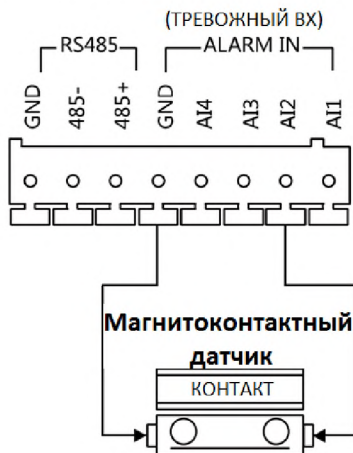 (ТРЕВОЖНЫЙ ВХ)
RS485 ALARM IN
GND 485- 485+ GND AI4 AI3 AI2 AI1
Магнитоконтактный
датчик
КОНТАКТ